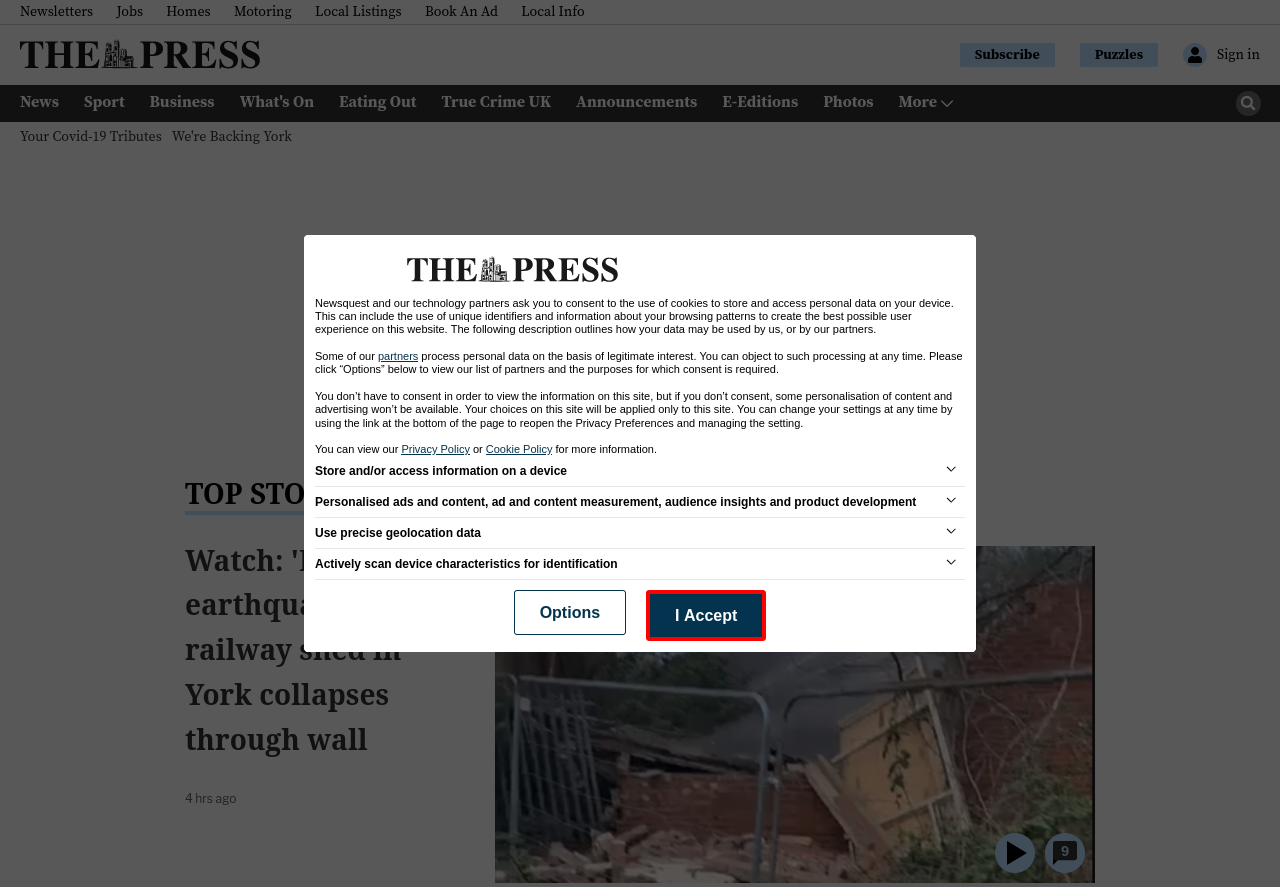 Newsletters Jobs Homes Motoring Local Listings Book An Ad Local Info
THE PRESS
Subscribe Puzzles Sign in
News Sport Business What's On Eating Out True Crime UK Announcements E-Editions Photos More
Your Covid-19 Tributes We're Backing York
THE PRESS
Newsquest and our technology partners ask you to consent to the use of cookies to store and access personal data on your device.
This can include the use of unique identifiers and information about your browsing patterns to create the best possible user
experience on this website. The following description outlines how your data may be used by us, or by our partners.
Some of our partners process personal data on the basis of legitimate interest. You can object to such processing at any time. Please
click “Options” below to view our list of partners and the purposes for which consent is required.
You don’t have to consent in order to view the information on this site, but if you don’t consent, some personalisation of content and
advertising won’t be available. Your choices on this site will be applied only to this site. You can change your settings at any time by
using the link at the bottom of the page to reopen the Privacy Preferences and managing the setting.
You can view our Privacy Policy or Cookie Policy for more information.
Store and/or access information on a device
Personalised ads and content, ad and content measurement, audience insights and product development
Use precise geolocation data
Actively scan device characteristics for identification
Options I Accept
TOP STO
Watch:
earthqua
railway shed in
York collapses
through wall
4 hrs ago
9